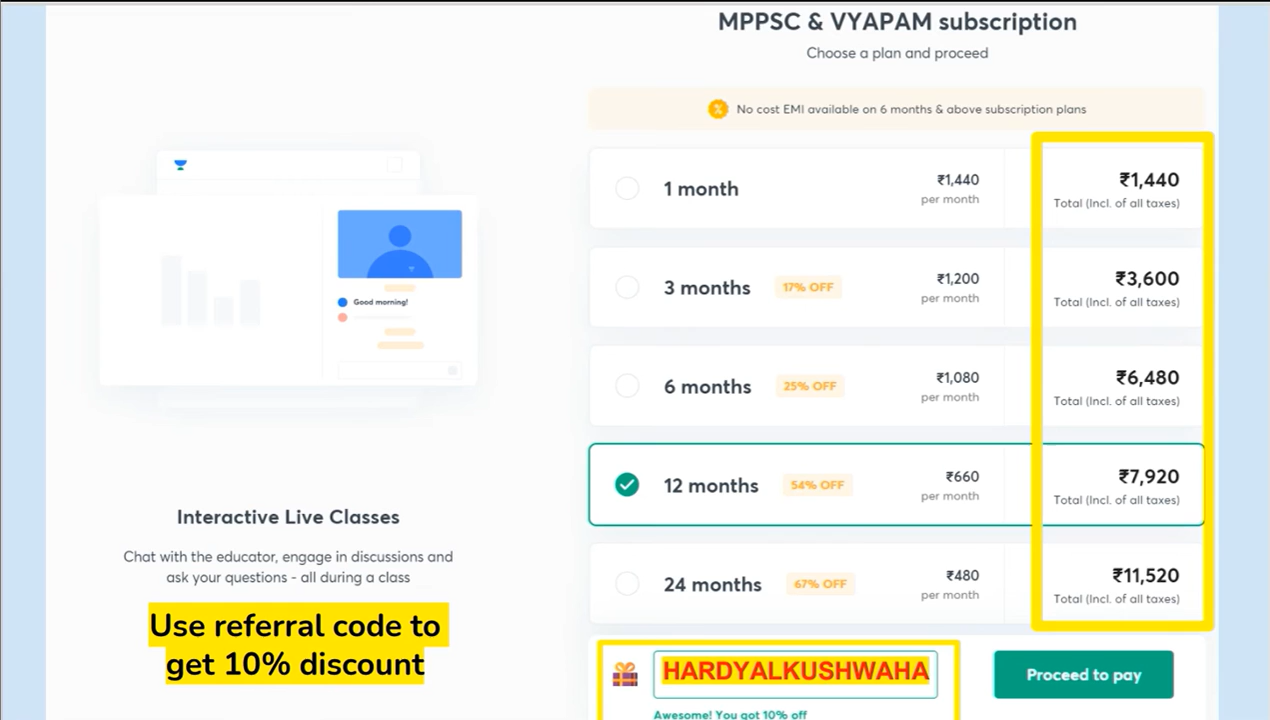 MPPSC & VYAPAM subscription
Choose a plan and proceed
No cost EMI available on 6 months & above subscription plans
1 month
₹1,440
per month
₹1,440
Total (Incl. of all taxes)
3 months
17% OFF
₹1,200
per month
₹3,600
Total (Incl. of all taxes)
6 months
25% OFF
₹1,080
per month
₹6,480
Total (Incl. of all taxes)
12 months
54% OFF
₹660
per month
₹7,920
Total (Incl. of all taxes)
24 months
67% OFF
₹480
per month
₹11,520
Total (Incl. of all taxes)
Good morning!
Interactive Live Classes
Chat with the educator, engage in discussions and
ask your questions - all during a class
Use referral code to
get 10% discount
HARDYALKUSHWAHA
Awesome! You got 10% off
Proceed to pay